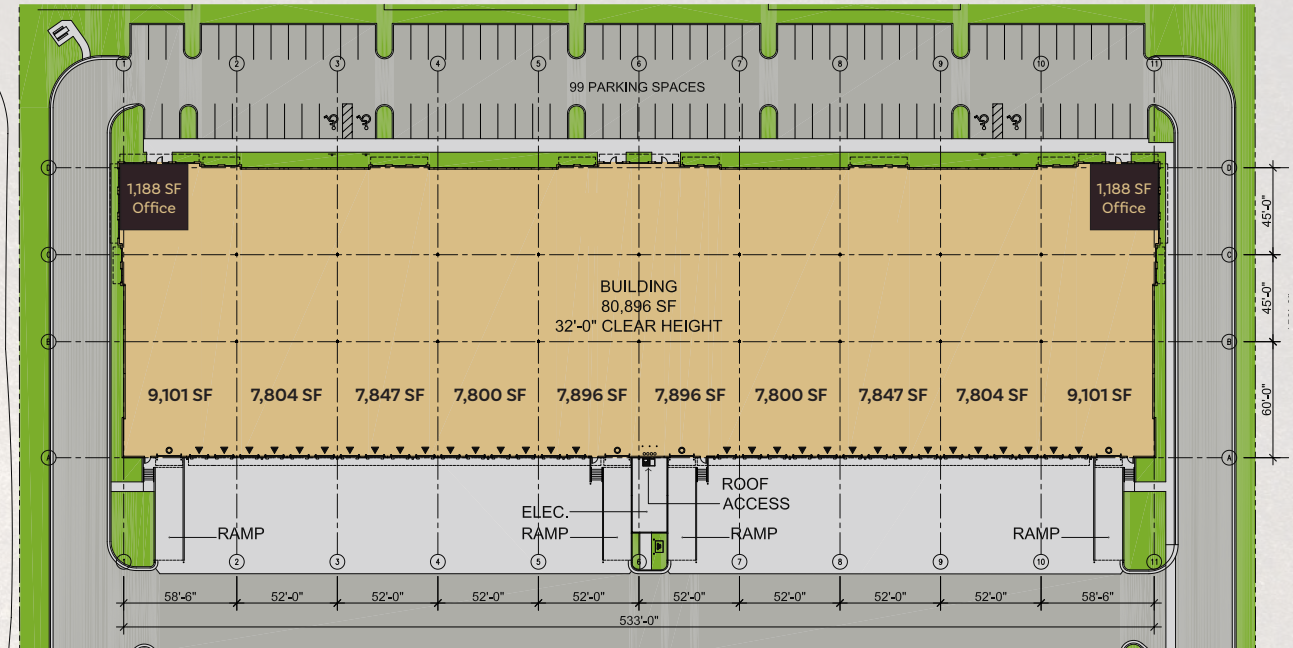 1 2 3 4 5 6 7 8 9 10 11
99 PARKING SPACES
D D
1,188 SF
Office
1,188 SF
Office
45'-0"
C C
BUILDING
80,896 SF
32'-0" CLEAR HEIGHT
45'-0"
B B
9,101 SF 7,804 SF 7,847 SF 7,800 SF 7,896 SF 7,896 SF 7,800 SF 7,847 SF 7,804 SF 9,101 SF
60'-0"
A A
ROOF
ACCESS
ELEC.
RAMP RAMP RAMP RAMP
1 2 3 4 5 6 7 8 9 10 11
58'-6" 52'-0" 52'-0" 52'-0" 52'-0" 52'-0" 52'-0" 52'-0" 52'-0" 58'-6"
533'-0"